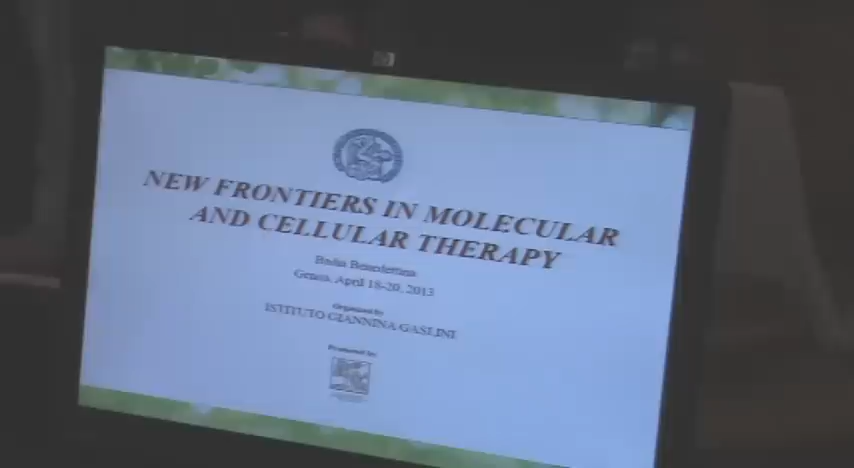 NEW FRONTIERS IN MOLECULAR
AND CELLULAR THERAPY
Badia Benedettina
Genoa, April 18-20, 2013
Organized by
ISTITUTO GIANNINA GASLINI
Promoted by